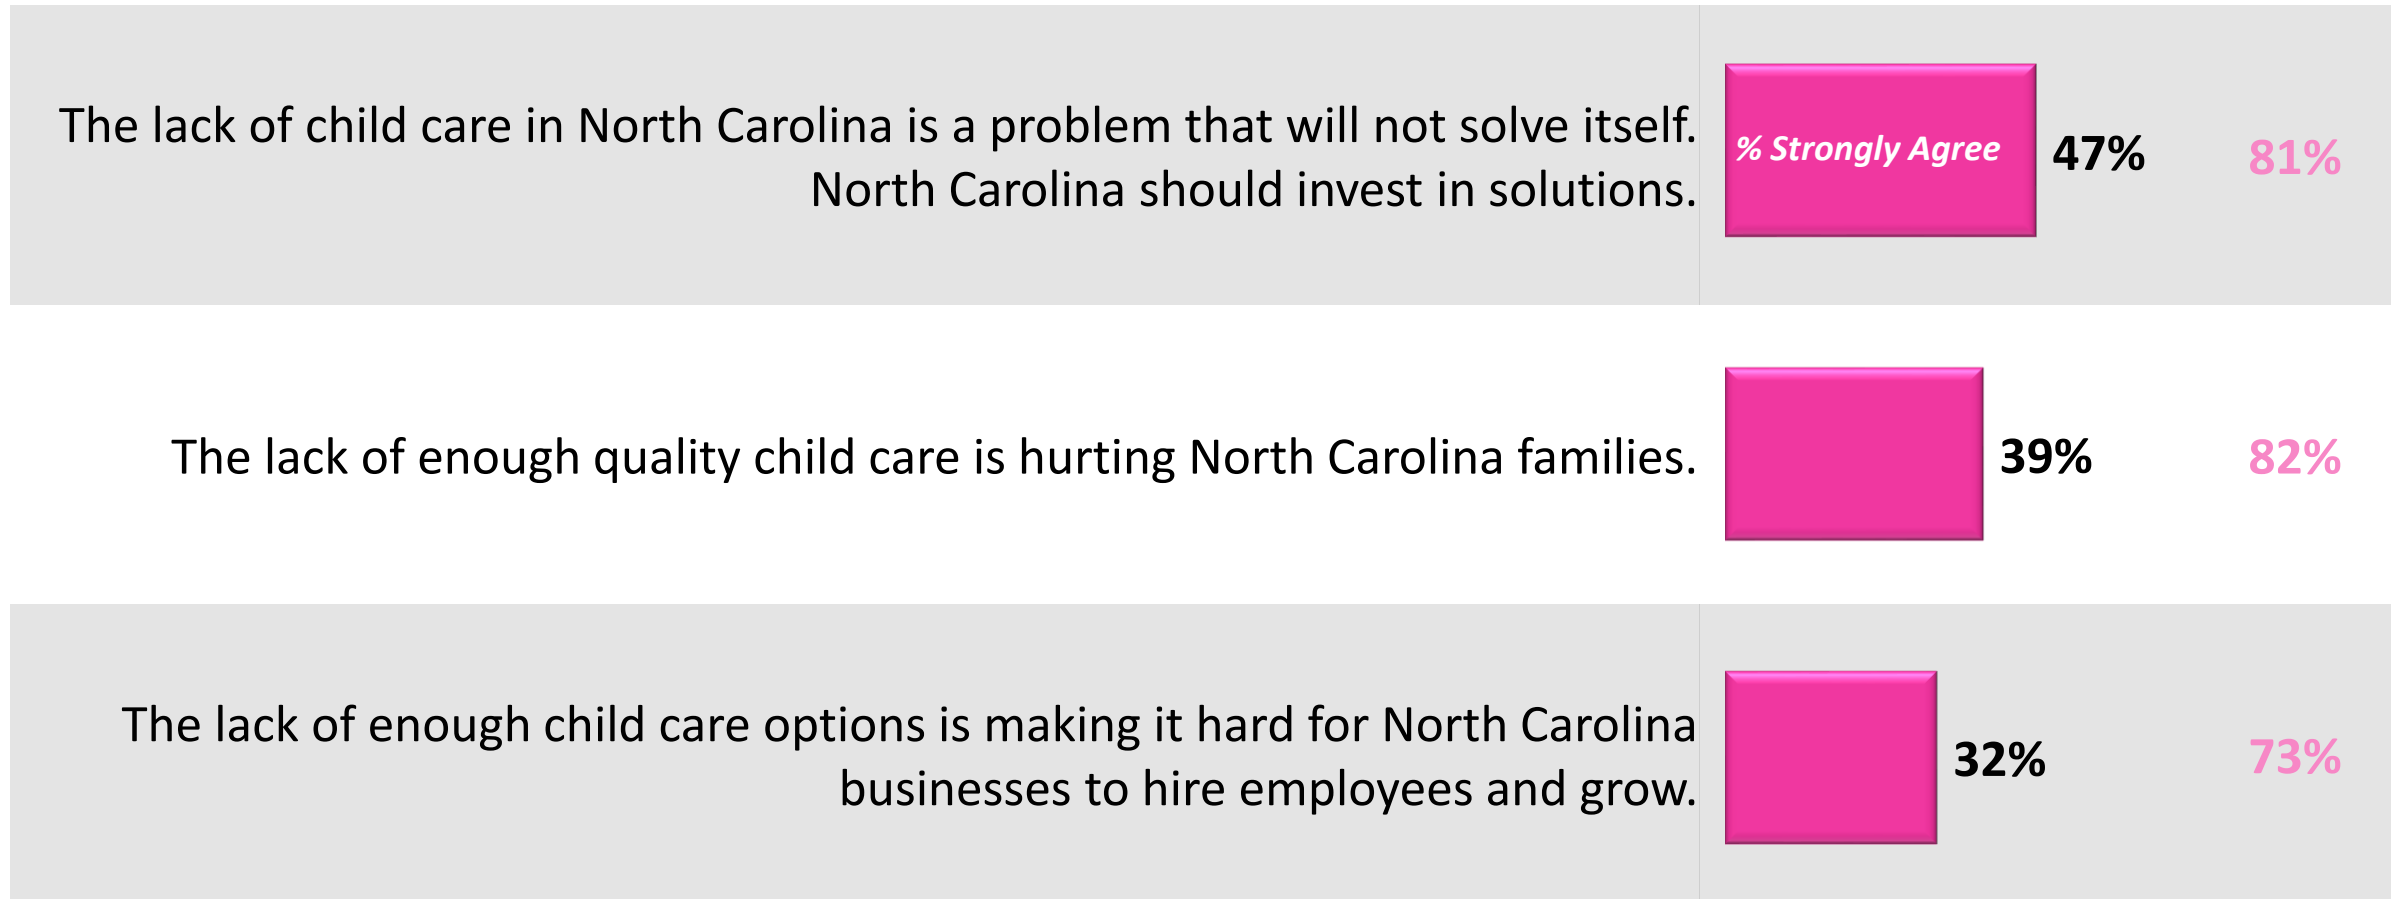 The lack of child care in North Carolina is a problem that will not solve itself.
North Carolina should invest in solutions.
% Strongly Agree
47%
81%
The lack of enough quality child care is hurting North Carolina families.
39%
82%
The lack of enough child care options is making it hard for North Carolina
businesses to hire employees and grow.
32%
73%